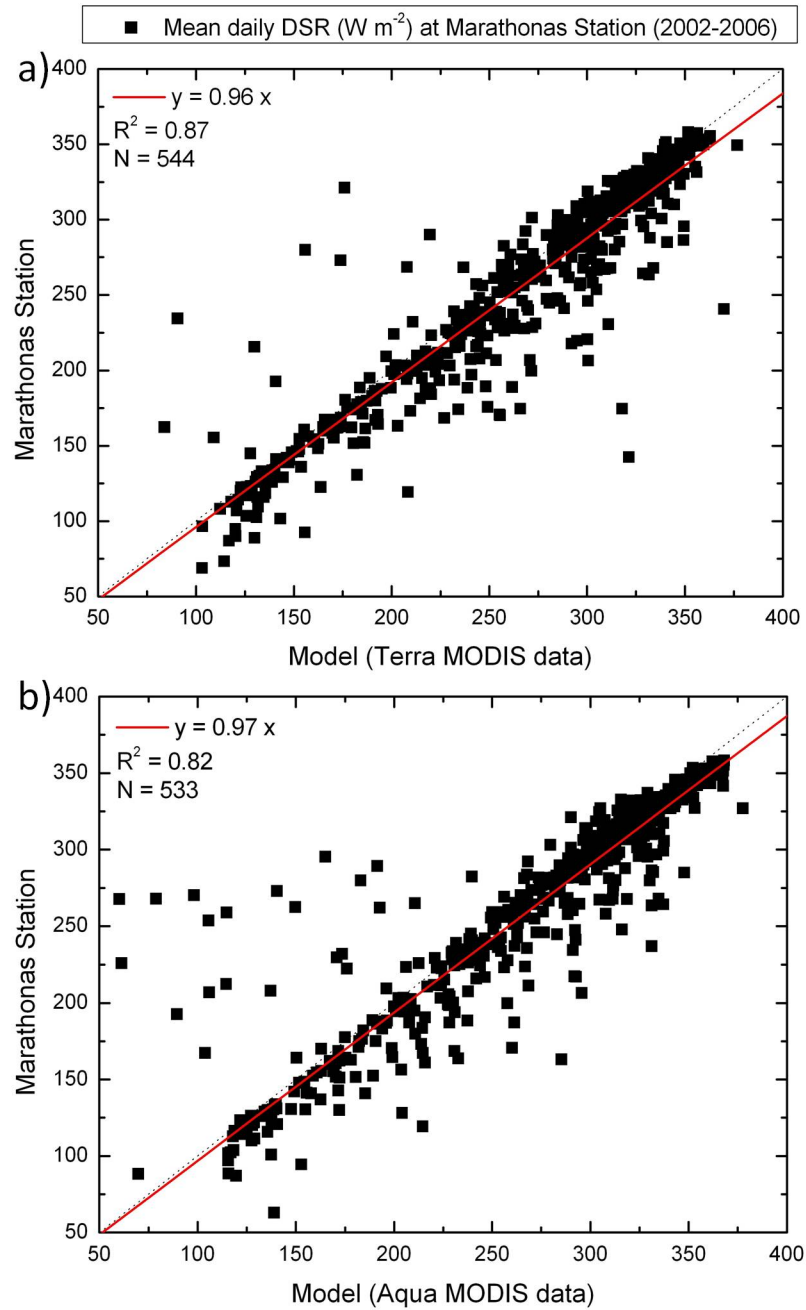 Mean daily DSR (W m⁻²) at Marathonas Station (2002-2006)
a)
y = 0.96 x
R² = 0.87
N = 544
400
350
300
250
200
150
100
50
Marathonas Station
50 100 150 200 250 300 350 400
Model (Terra MODIS data)
b)
y = 0.97 x
R² = 0.82
N = 533
400
350
300
250
200
150
100
50
Marathonas Station
50 100 150 200 250 300 350 400
Model (Aqua MODIS data)